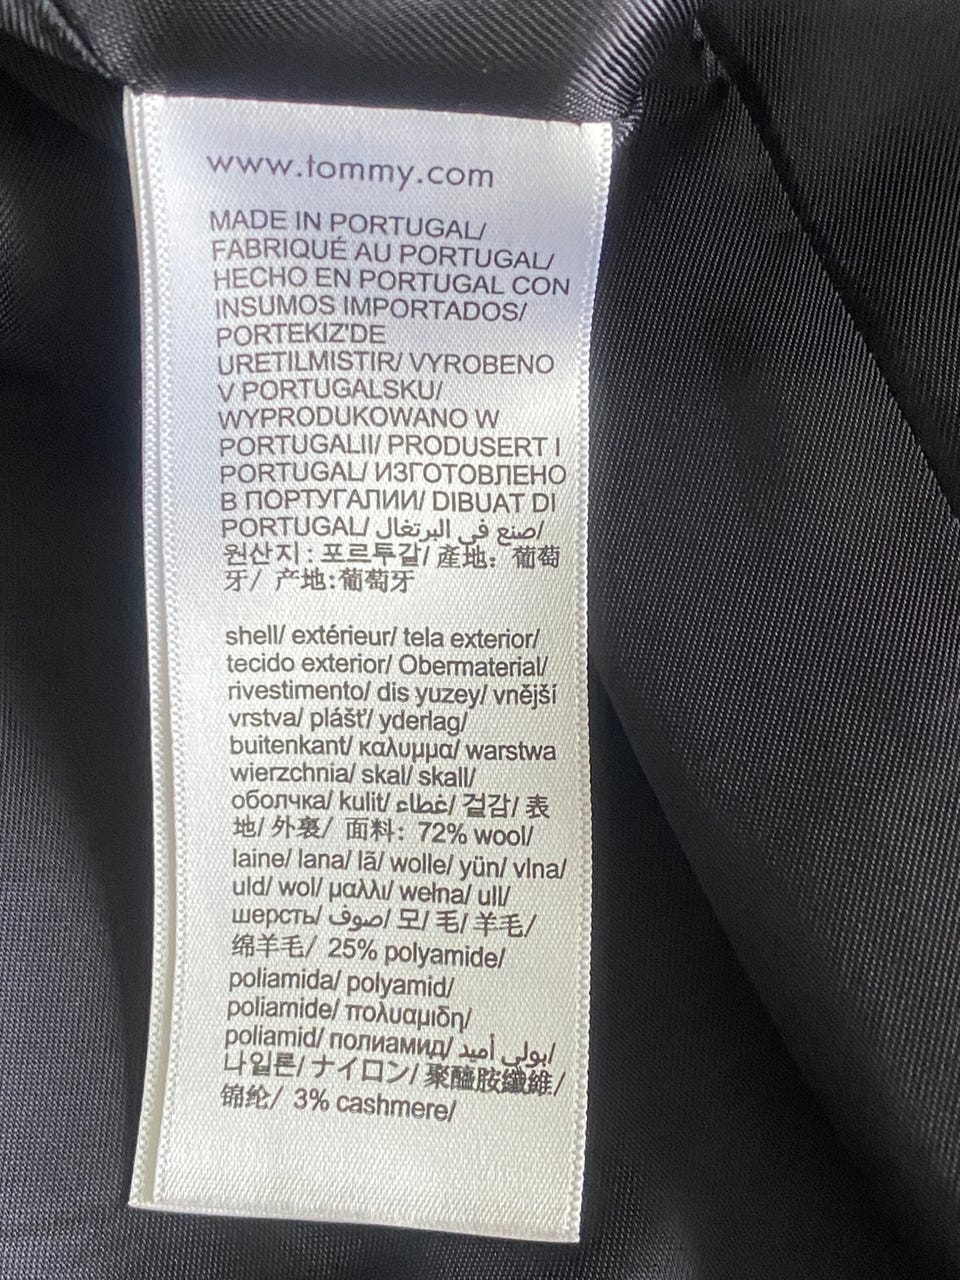 www.tommy.com
MADE IN PORTUGAL/
FABRIQUÉ AU PORTUGAL/
HECHO EN PORTUGAL CON
INSUMOS IMPORTADOS/
PORTEKIZ'DE
URETILMISTIR/ VYROBENO
V PORTUGALSKU/
WYPRODUKOWANO W
PORTUGALII/ PRODUSERT I
PORTUGAL/ ИЗГОТОВЛЕНО
В ПОРТУГАЛИИ/ DIBUAT DI
PORTUGAL/ صنع في البرتغال/
원산지 : 포르투갈/ 產地: 葡萄
牙/ 产地:葡萄牙
shell/ extérieur/ tela exterior/
tecido exterior/ Obermaterial/
rivestimento/ dis yuzey/ vnější
vrstva/ plášť/ yderlag/
buitenkant/ καλυμμα/ warstwa
wierzchnia/ skal/ skall/
оболчка/ kulit/ غطاء/ 겉감/ 表
地/ 外裏/ 面料: 72% wool/
laine/ lana/ lã/ wolle/ yün/ vlna/
uld/ wol/ μαλλι/ wełna/ ull/
шерсть/ صوف/ 모/ 毛/ 羊毛/
绵羊毛/ 25% polyamide/
poliamida/ polyamid/
poliamide/ πολυαμιδη/
poliamid/ полиамид/ بولي أميد/
나일론/ ナイロン/ 聚醯胺纖維/
锦纶/ 3% cashmere/